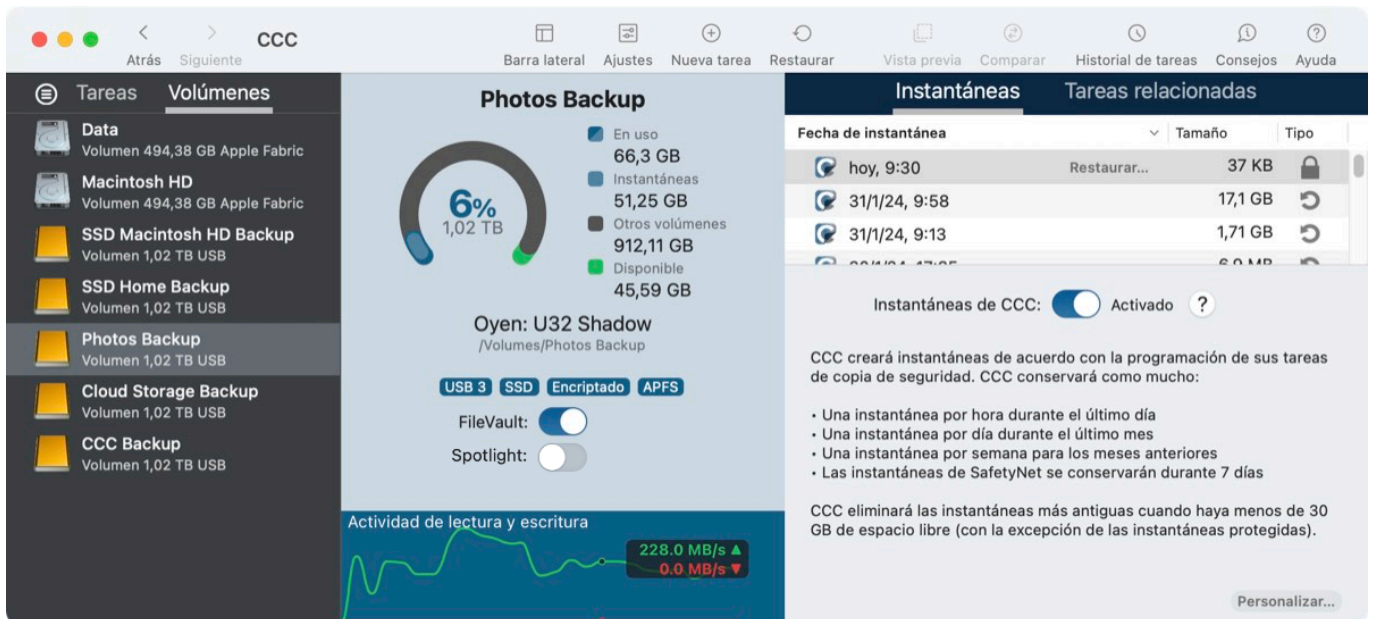 CCC
Atrás
Siguiente
Barra lateral
Ajustes
Nueva tarea
Restaurar
Vista previa
Comparar
Historial de tareas
Consejos
Ayuda
Tareas
Volúmenes
Data
Volumen 494,38 GB Apple Fabric
Macintosh HD
Volumen 494,38 GB Apple Fabric
SSD Macintosh HD Backup
Volumen 1,02 TB USB
SSD Home Backup
Volumen 1,02 TB USB
Photos Backup
Volumen 1,02 TB USB
Cloud Storage Backup
Volumen 1,02 TB USB
CCC Backup
Volumen 1,02 TB USB
Photos Backup
6%
1,02 TB
En uso
66,3 GB
Instantáneas
51,25 GB
Otros volúmenes
912,11 GB
Disponible
45,59 GB
Oyen: U32 Shadow
/Volumes/Photos Backup
USB 3 SSD Encriptado APFS
FileVault:
Spotlight:
Actividad de lectura y escritura
228.0 MB/s ▲
0.0 MB/s ▼
Instantáneas
Tareas relacionadas
Fecha de instantánea Tamaño Tipo
hoy, 9:30 Restaurar... 37 KB
31/1/24, 9:58 17,1 GB
31/1/24, 9:13 1,71 GB
Instantáneas de CCC: Activado ?
CCC creará instantáneas de acuerdo con la programación de sus tareas
de copia de seguridad. CCC conservará como mucho:
• Una instantánea por hora durante el último día
• Una instantánea por día durante el último mes
• Una instantánea por semana para los meses anteriores
• Las instantáneas de SafetyNet se conservarán durante 7 días
CCC eliminará las instantáneas más antiguas cuando haya menos de 30
GB de espacio libre (con la excepción de las instantáneas protegidas).
Personalizar...